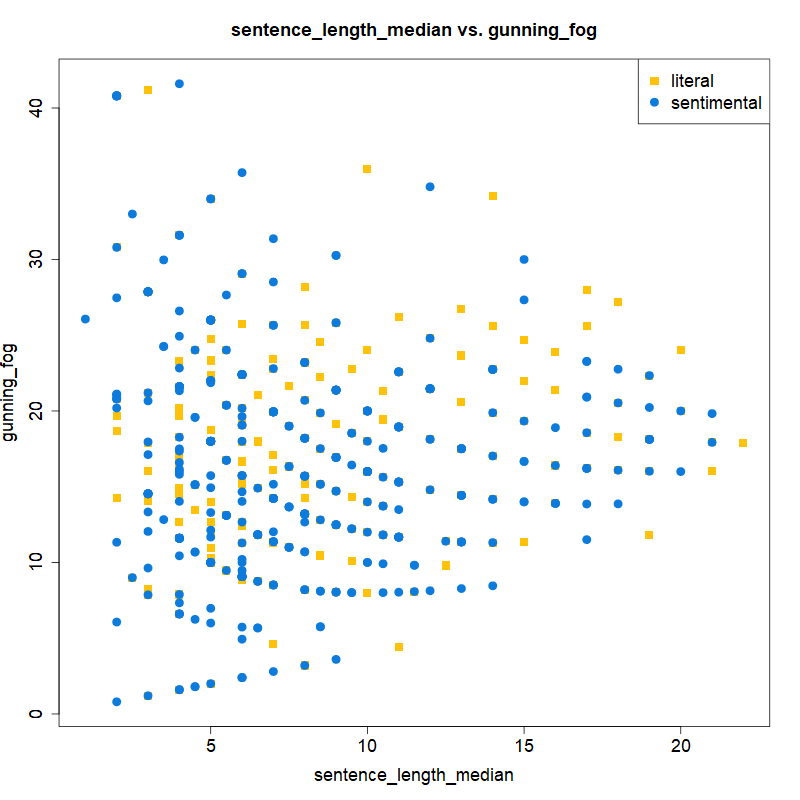 sentence_length_median vs. gunning_fog
literal
sentimental
gunning_fog
40
30
20
10
0
5
10
15
20
sentence_length_median